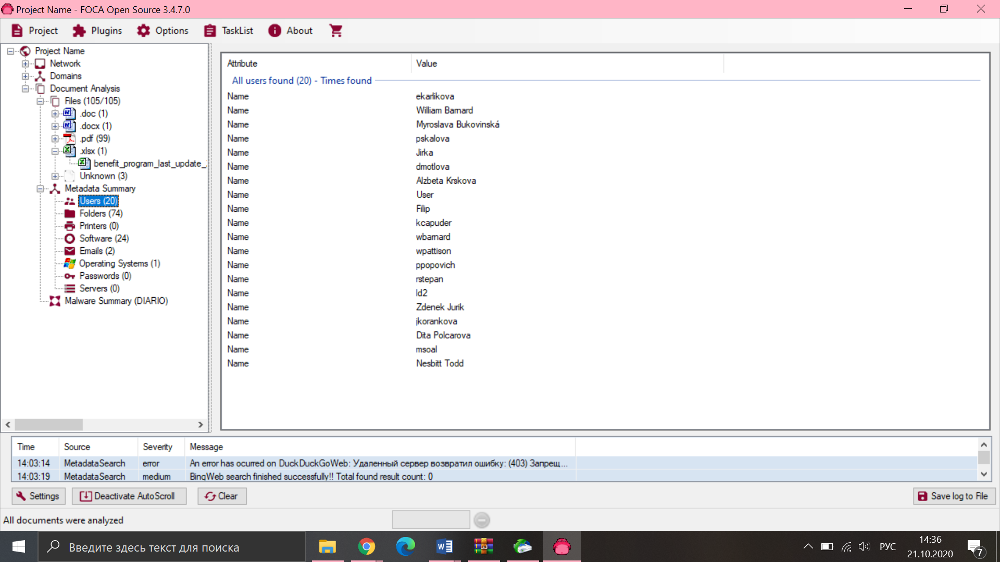 Project Name - FOCA Open Source 3.4.7.0
Project Plugins Options TaskList About
Project Name
Network
Domains
Document Analysis
Files (105/105)
.doc (1)
.docx (1)
.pdf (99)
.xlsx (1)
benefit_program_last_update_
Unknown (3)
Metadata Summary
Users (20)
Folders (74)
Printers (0)
Software (24)
Emails (2)
Operating Systems (1)
Passwords (0)
Servers (0)
Malware Summary (DIARIO)
Attribute Value
All users found (20) - Times found
Name ekarlikova
Name William Barnard
Name Myroslava Bukovinská
Name pskalova
Name Jirka
Name dmotlova
Name Alzbeta Krskova
Name User
Name Filip
Name kcapuder
Name wbarnard
Name wpattison
Name ppopovich
Name rstepan
Name ld2
Name Zdenek Jurik
Name jkorankova
Name Dita Polcarova
Name msoal
Name Nesbitt Todd
Time Source Severity Message
14:03:14 MetadataSearch error An error has ocurred on DuckDuckGoWeb: Удаленный сервер возвратил ошибку: (403) Запрещ...
14:03:19 MetadataSearch medium BingWeb search finished successfully!! Total found result count: 0
Settings Deactivate AutoScroll Clear Save log to File
All documents were analyzed
Введите здесь текст для поиска
РУС
14:36
21.10.2020
7